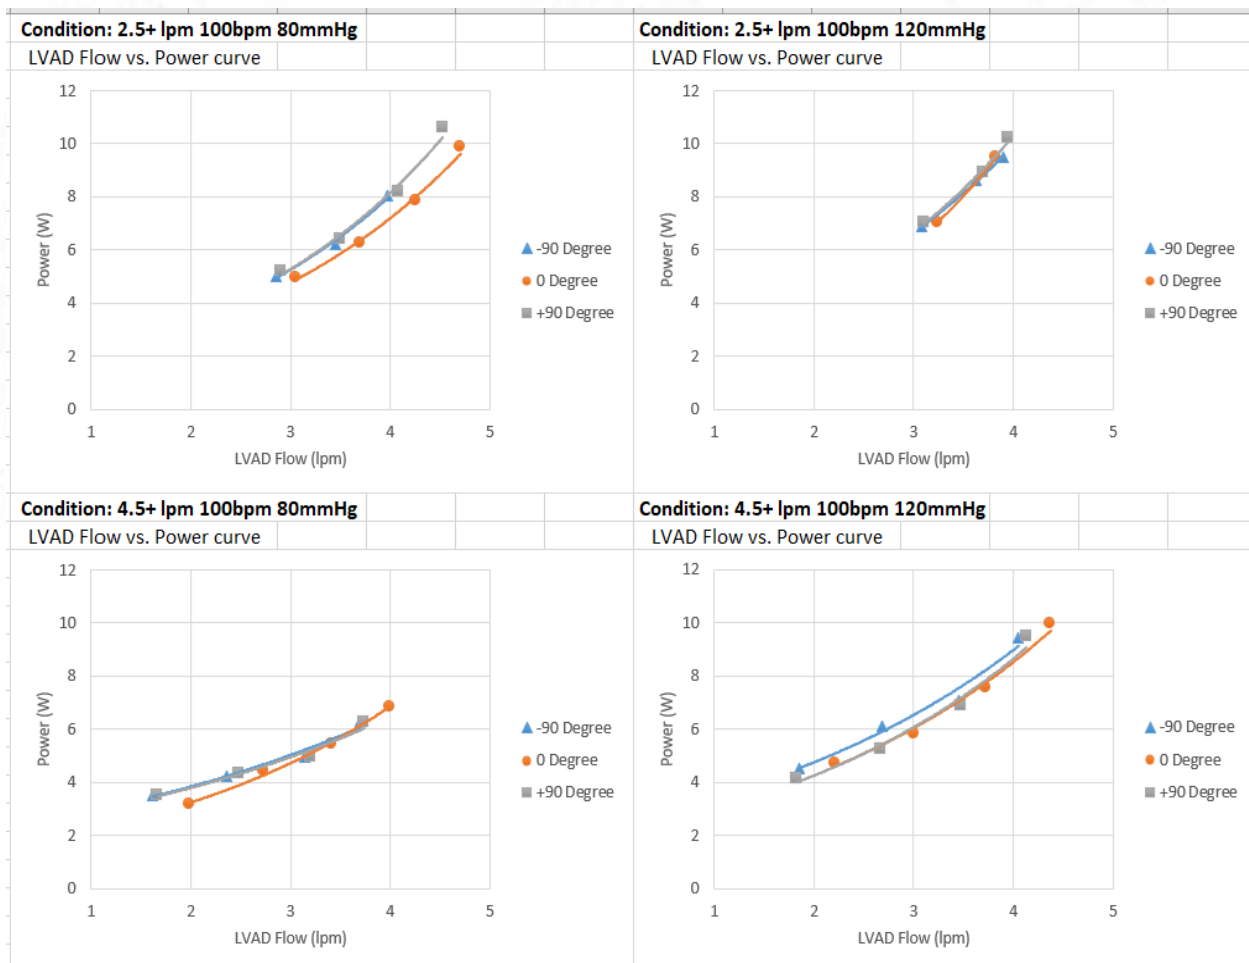 Condition: 2.5+ lpm 100bpm 80mmHg
LVAD Flow vs. Power curve
12
10
8
6
4
2
0
Power (W)
1 2 3 4 5
LVAD Flow (lpm)
-90 Degree
0 Degree
+90 Degree
Condition: 2.5+ lpm 100bpm 120mmHg
LVAD Flow vs. Power curve
12
10
8
6
4
2
0
Power (W)
1 2 3 4 5
LVAD Flow (lpm)
-90 Degree
0 Degree
+90 Degree
Condition: 4.5+ lpm 100bpm 80mmHg
LVAD Flow vs. Power curve
12
10
8
6
4
2
0
Power (W)
1 2 3 4 5
LVAD Flow (lpm)
-90 Degree
0 Degree
+90 Degree
Condition: 4.5+ lpm 100bpm 120mmHg
LVAD Flow vs. Power curve
12
10
8
6
4
2
0
Power (W)
1 2 3 4 5
LVAD Flow (lpm)
-90 Degree
0 Degree
+90 Degree